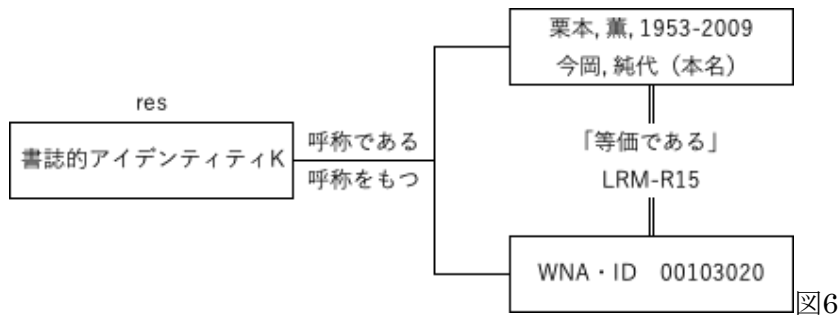 栗本, 薫, 1953-2009
今岡, 純代（本名）
res
書誌的アイデンティティK
呼称である
呼称をもつ
「等価である」
LRM-R15
WNA・ID　00103020
図6